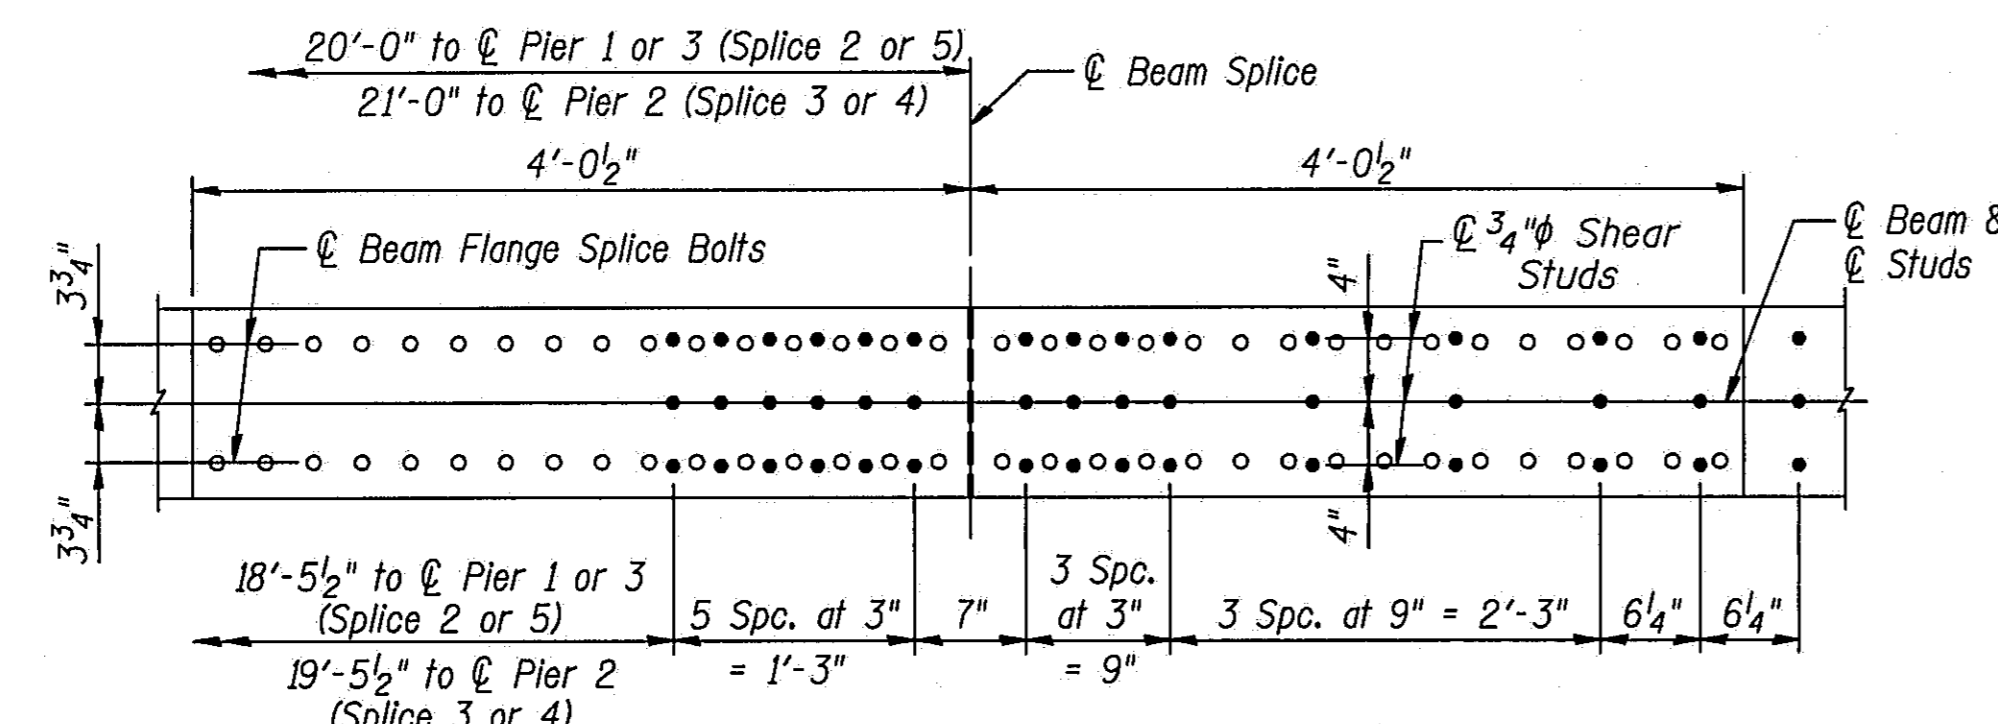 20'-0" to ℄ Pier 1 or 3 (Splice 2 or 5)
21'-0" to ℄ Pier 2 (Splice 3 or 4)
℄ Beam Splice
4'-0½"
4'-0½"
℄ Beam Flange Splice Bolts
℄ ¾"ϕ Shear
Studs
℄ Beam &
℄ Studs
3¾"
3¾"
4"
4"
18'-5½" to ℄ Pier 1 or 3
(Splice 2 or 5)
19'-5½" to ℄ Pier 2
(Splice 3 or 4)
5 Spc. at 3"
= 1'-3"
7"
3 Spc.
at 3"
= 9"
3 Spc. at 9" = 2'-3"
6¼"
6¼"